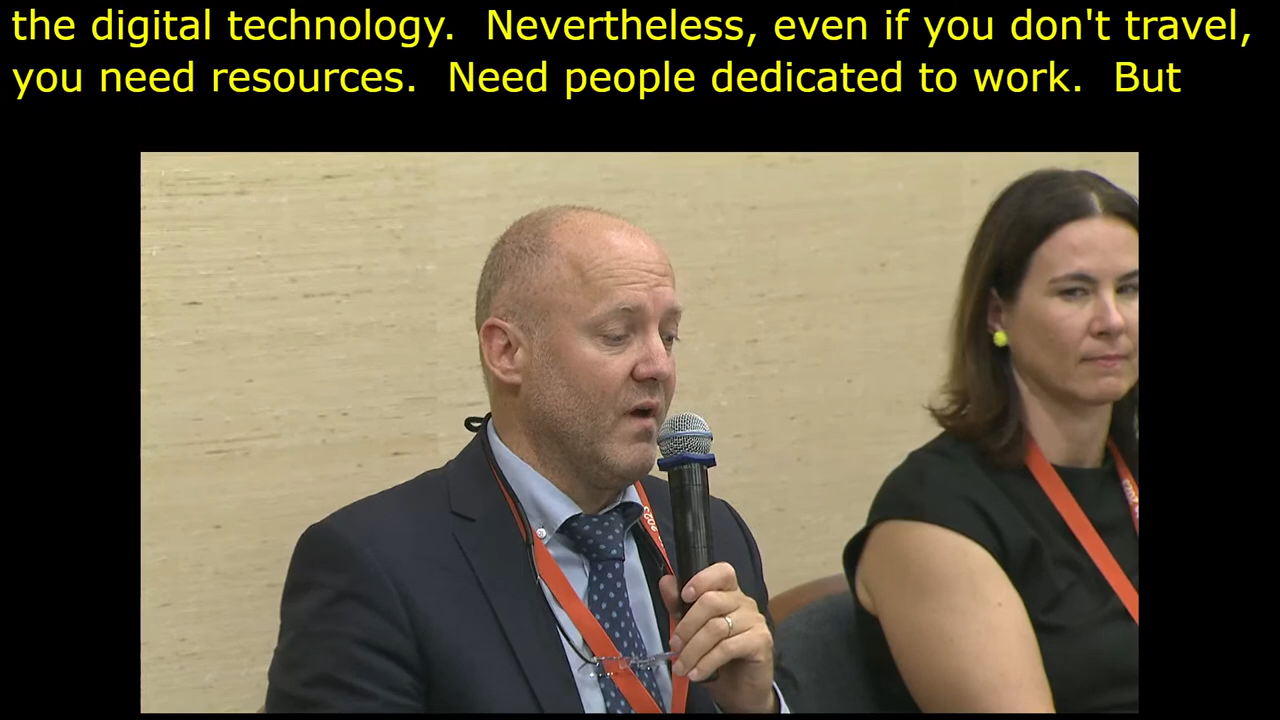 the digital technology.  Nevertheless, even if you don't travel,
you need resources.  Need people dedicated to work.  But